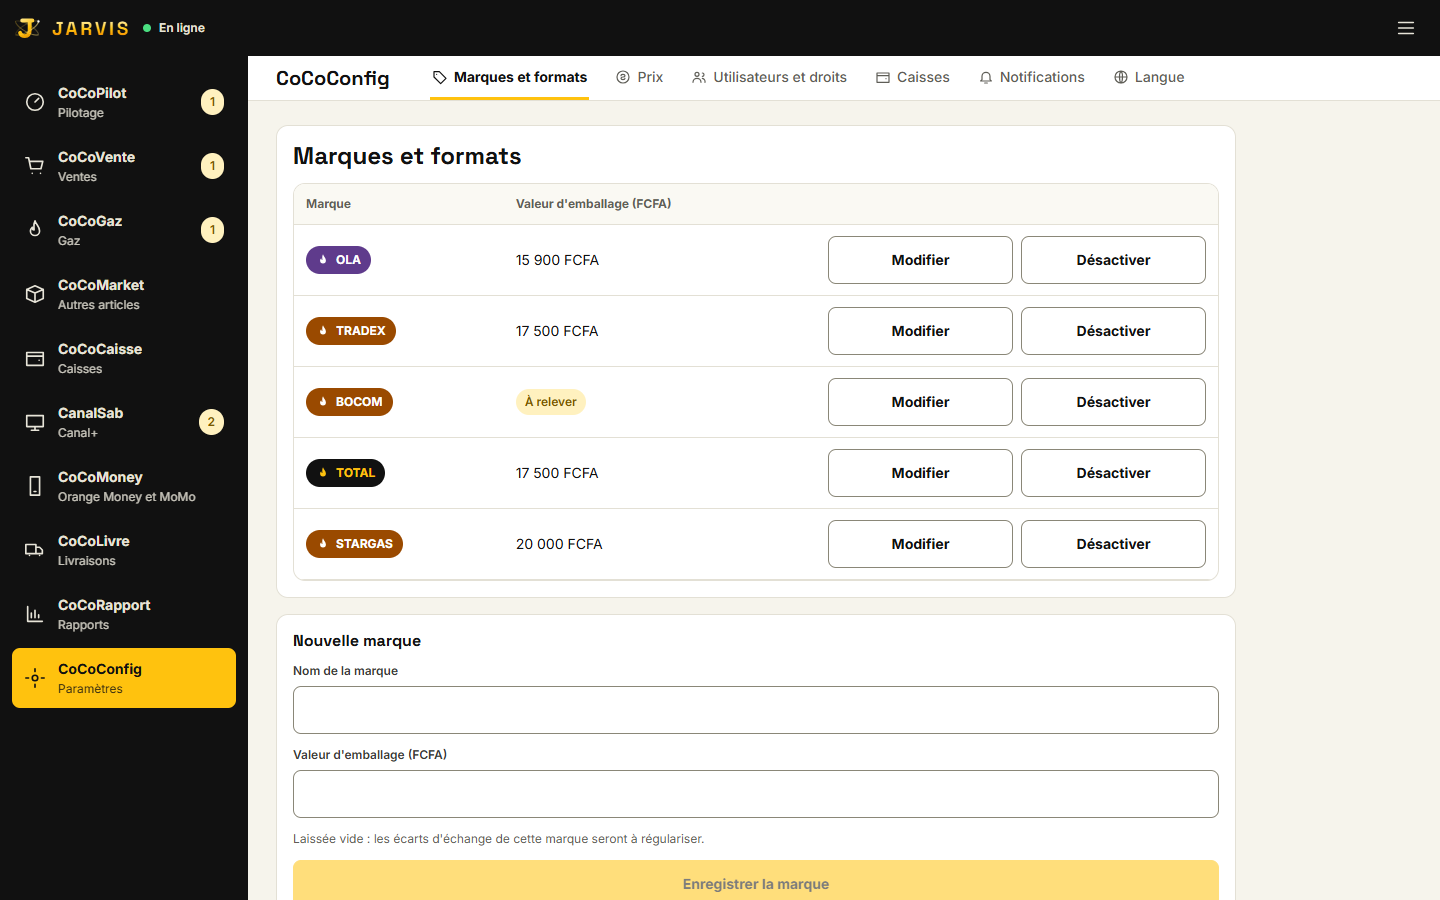 JARVIS
En ligne
CoCoPilot
Pilotage
1
CoCoVente
Ventes
1
CoCoGaz
Gaz
1
CoCoMarket
Autres articles
CoCoCaisse
Caisses
CanalSab
Canal+
2
CoCoMoney
Orange Money et MoMo
CoCoLivre
Livraisons
CoCoRapport
Rapports
CoCoConfig
Paramètres
CoCoConfig Marques et formats Prix Utilisateurs et droits Caisses Notifications Langue
Marques et formats
Marque Valeur d'emballage (FCFA)
OLA 15 900 FCFA Modifier Désactiver
TRADEX 17 500 FCFA Modifier Désactiver
BOCOM À relever Modifier Désactiver
TOTAL 17 500 FCFA Modifier Désactiver
STARGAS 20 000 FCFA Modifier Désactiver
Nouvelle marque
Nom de la marque
Valeur d'emballage (FCFA)
Laissée vide : les écarts d'échange de cette marque seront à régulariser.
Enregistrer la marque